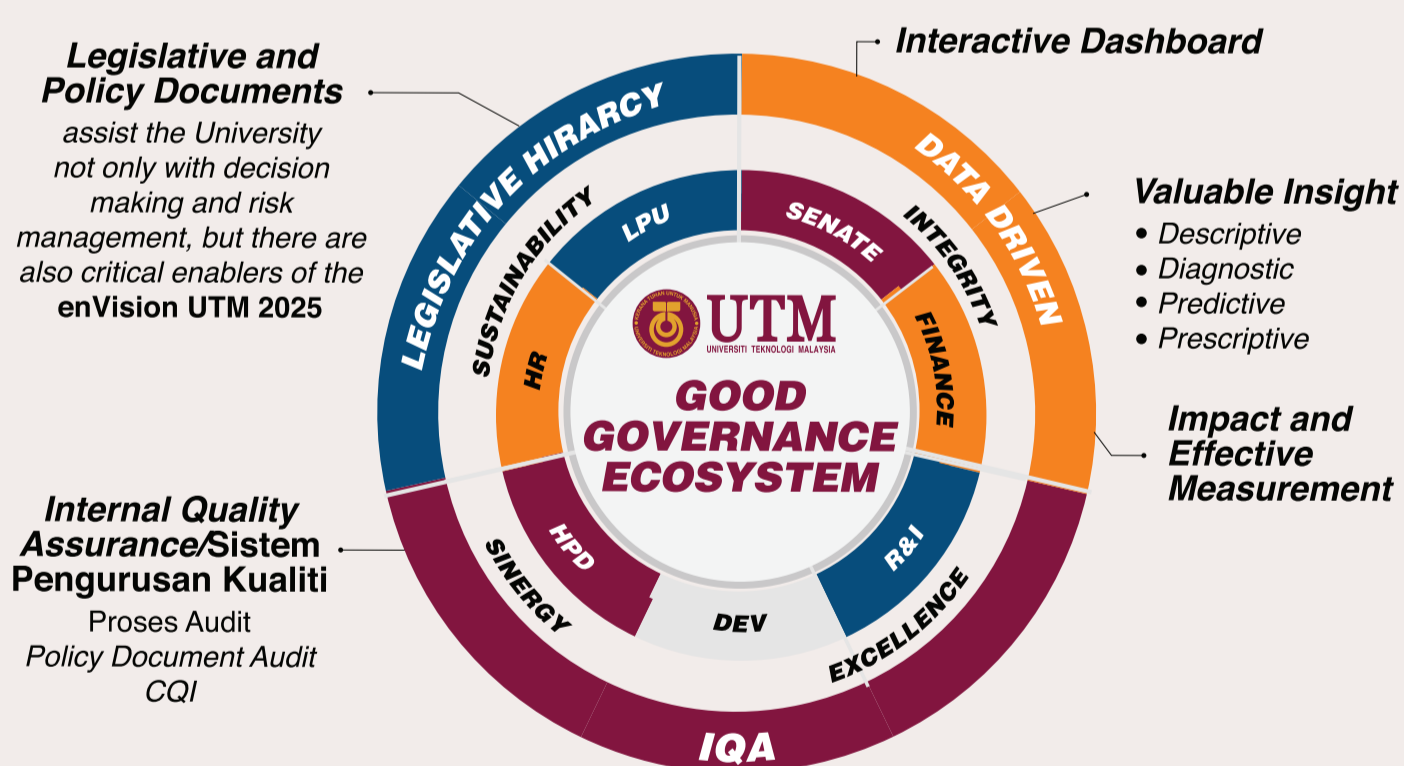 Legislative and
Policy Documents
assist the University
not only with decision
making and risk
management, but there are
also critical enablers of the
enVision UTM 2025
Internal Quality
Assurance/Sistem
Pengurusan Kualiti
Proses Audit
Policy Document Audit
CQI
LEGISLATIVE HIRARCY
DATA DRIVEN
IQA
SUSTAINABILITY
INTEGRITY
EXCELLENCE
SINERGY
LPU
SENATE
FINANCE
R&I
DEV
HPD
HR
UTM
UNIVERSITI TEKNOLOGI MALAYSIA
GOOD
GOVERNANCE
ECOSYSTEM
Interactive Dashboard
Valuable Insight
• Descriptive
• Diagnostic
• Predictive
• Prescriptive
Impact and
Effective
Measurement